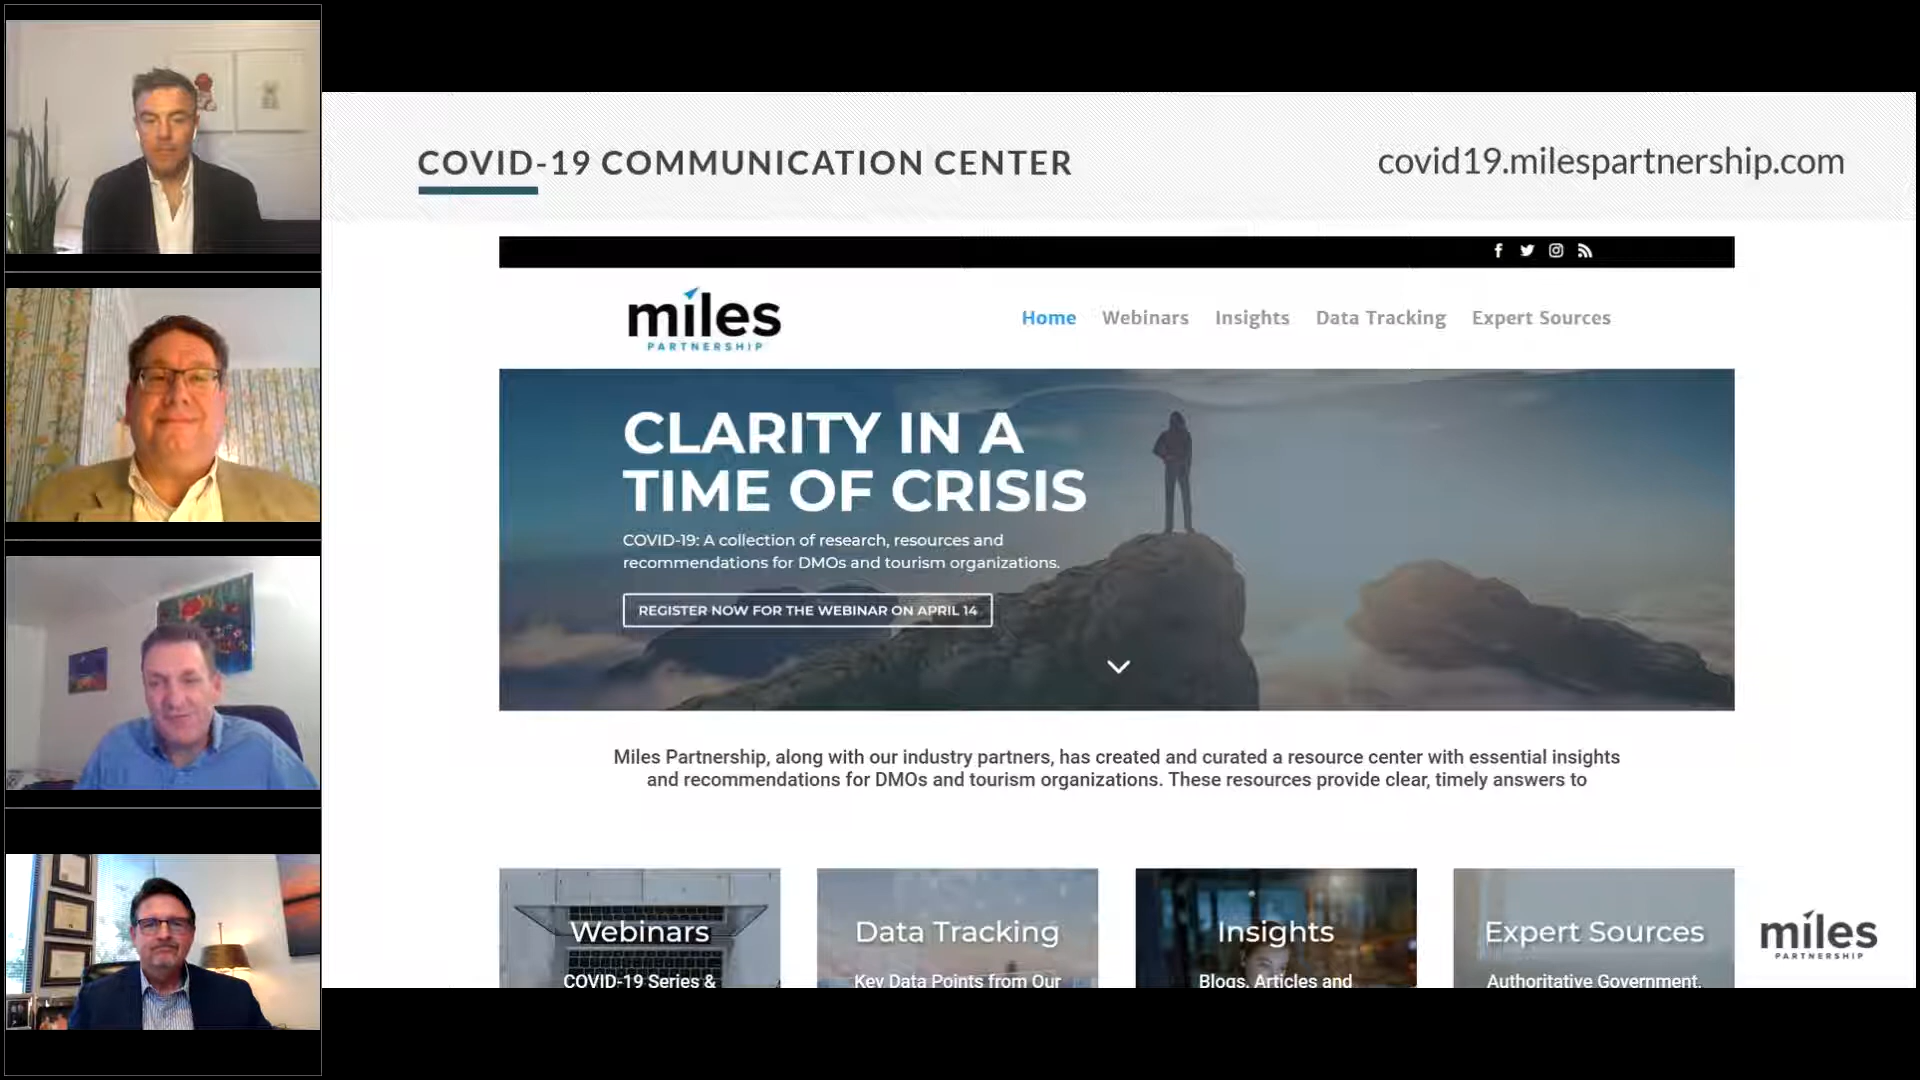 COVID-19 COMMUNICATION CENTER
covid19.milespartnership.com
miles
PARTNERSHIP
Home Webinars Insights Data Tracking Expert Sources
CLARITY IN A
TIME OF CRISIS
COVID-19: A collection of research, resources and
recommendations for DMOs and tourism organizations.
REGISTER NOW FOR THE WEBINAR ON APRIL 14
Miles Partnership, along with our industry partners, has created and curated a resource center with essential insights
and recommendations for DMOs and tourism organizations. These resources provide clear, timely answers to
Webinars
COVID-19 Series &
Data Tracking
Key Data Points from Our
Insights
Blogs, Articles and
Expert Sources
Authoritative Government,
miles
PARTNERSHIP